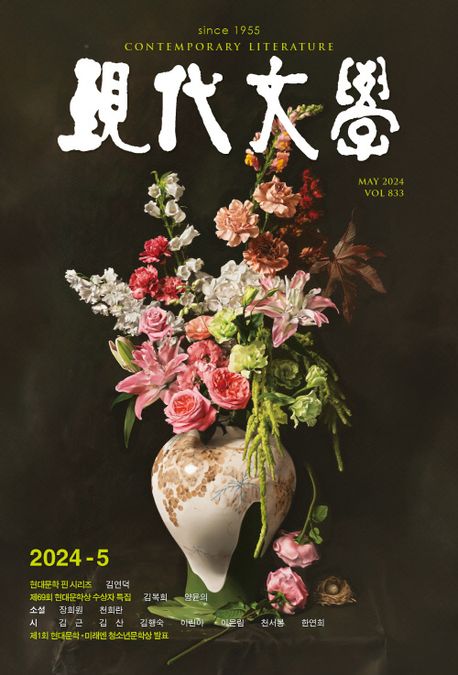 since 1955
CONTEMPORARY LITERATURE
現代文學
MAY 2024
VOL 833
2024-5
현대문학 핀 시리즈 김연덕
제69회 현대문학상 수상자 특집 김복희 양윤의
소설 장희원 천희란
시 김 근 김 산 김행숙 이린아 이은림 천서봉 한연희
제1회 현대문학·미래엔 청소년문학상 발표